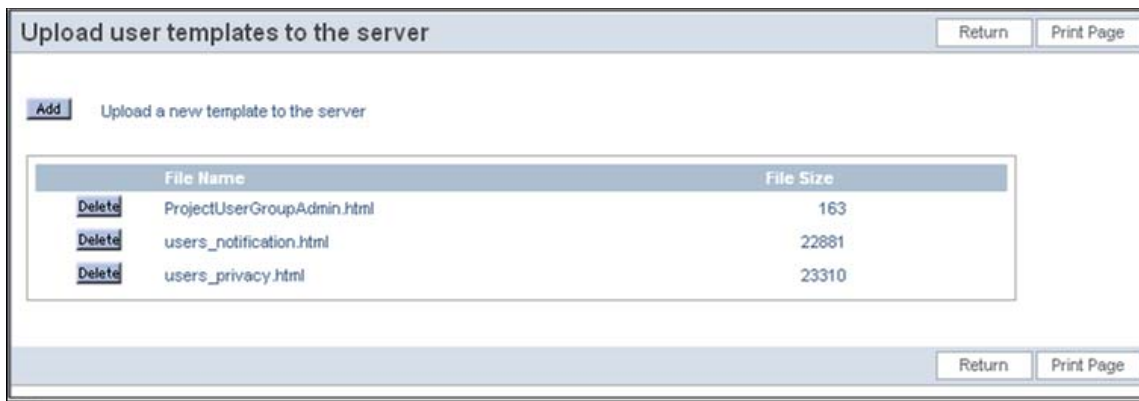 Upload user templates to the server Return Print Page
Add Upload a new template to the server
File Name File Size
Delete ProjectUserGroupAdmin.html 163
Delete users_notification.html 22881
Delete users_privacy.html 23310
Return Print Page